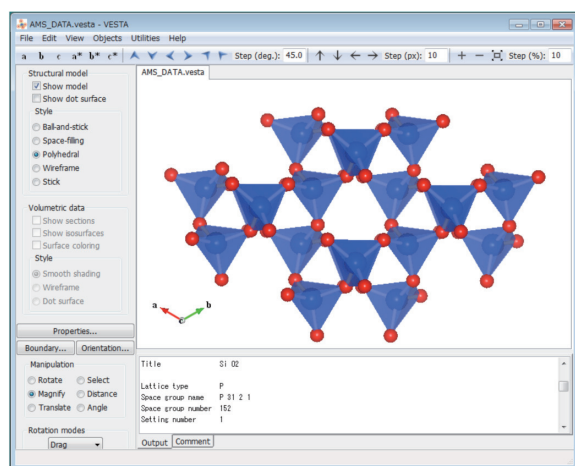 AMS_DATA.vesta - VESTA
File Edit View Objects Utilities Help
a b c a* b* c* Step (deg.): 45.0 Step (px): 10 Step (%): 10
Structural model
Show model
Show dot surface
Style
Ball-and-stick
Space-filling
Polyhedral
Wireframe
Stick
Volumetric data
Show sections
Show isosurfaces
Surface coloring
Style
Smooth shading
Wireframe
Dot surface
Properties...
Boundary... Orientation...
Manipulation
Rotate Select
Magnify Distance
Translate Angle
Rotation modes
Drag
AMS_DATA.vesta
a b
c
Title Si O2
Lattice type P
Space group name P 31 2 1
Space group number 152
Setting number 1
Output Comment